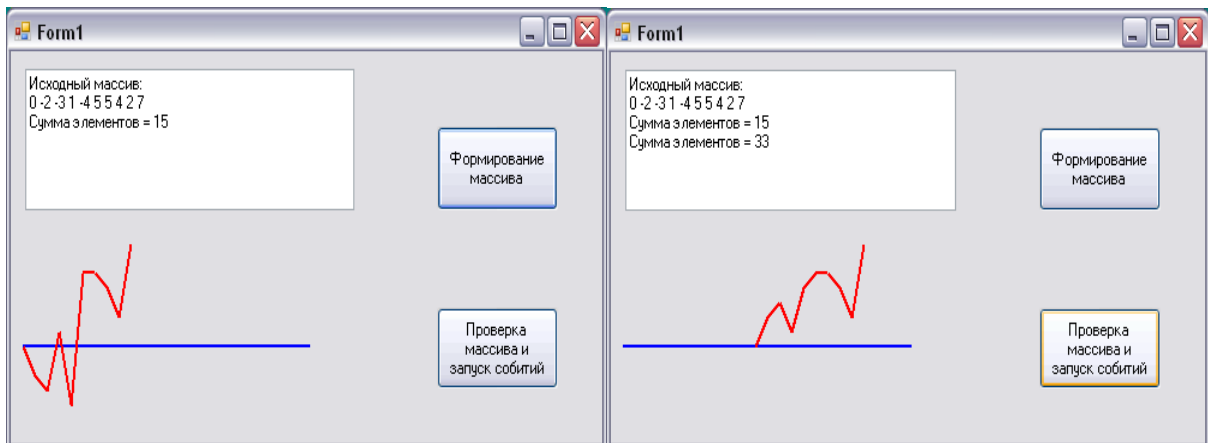 Form1
Исходный массив:
0 -2 -3 1 -4 5 5 4 2 7
Сумма элементов = 15
Формирование
массива
Проверка
массива и
запуск собитий
Form1
Исходный массив:
0 -2 -3 1 -4 5 5 4 2 7
Сумма элементов = 15
Сумма элементов = 33
Формирование
массива
Проверка
массива и
запуск собитий